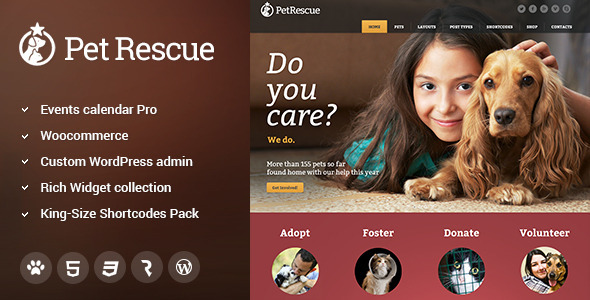 Pet Rescue
Events calendar Pro
Woocommerce
Custom WordPress admin
Rich Widget collection
King-Size Shortcodes Pack
PetRescue
HOME PETS LAYOUTS POST TYPES SHORTCODES SHOP CONTACTS
Do
you
care?
We do.
More than 155 pets so far
found home with our help this year
Get Involved!
Adopt Foster Donate Volunteer